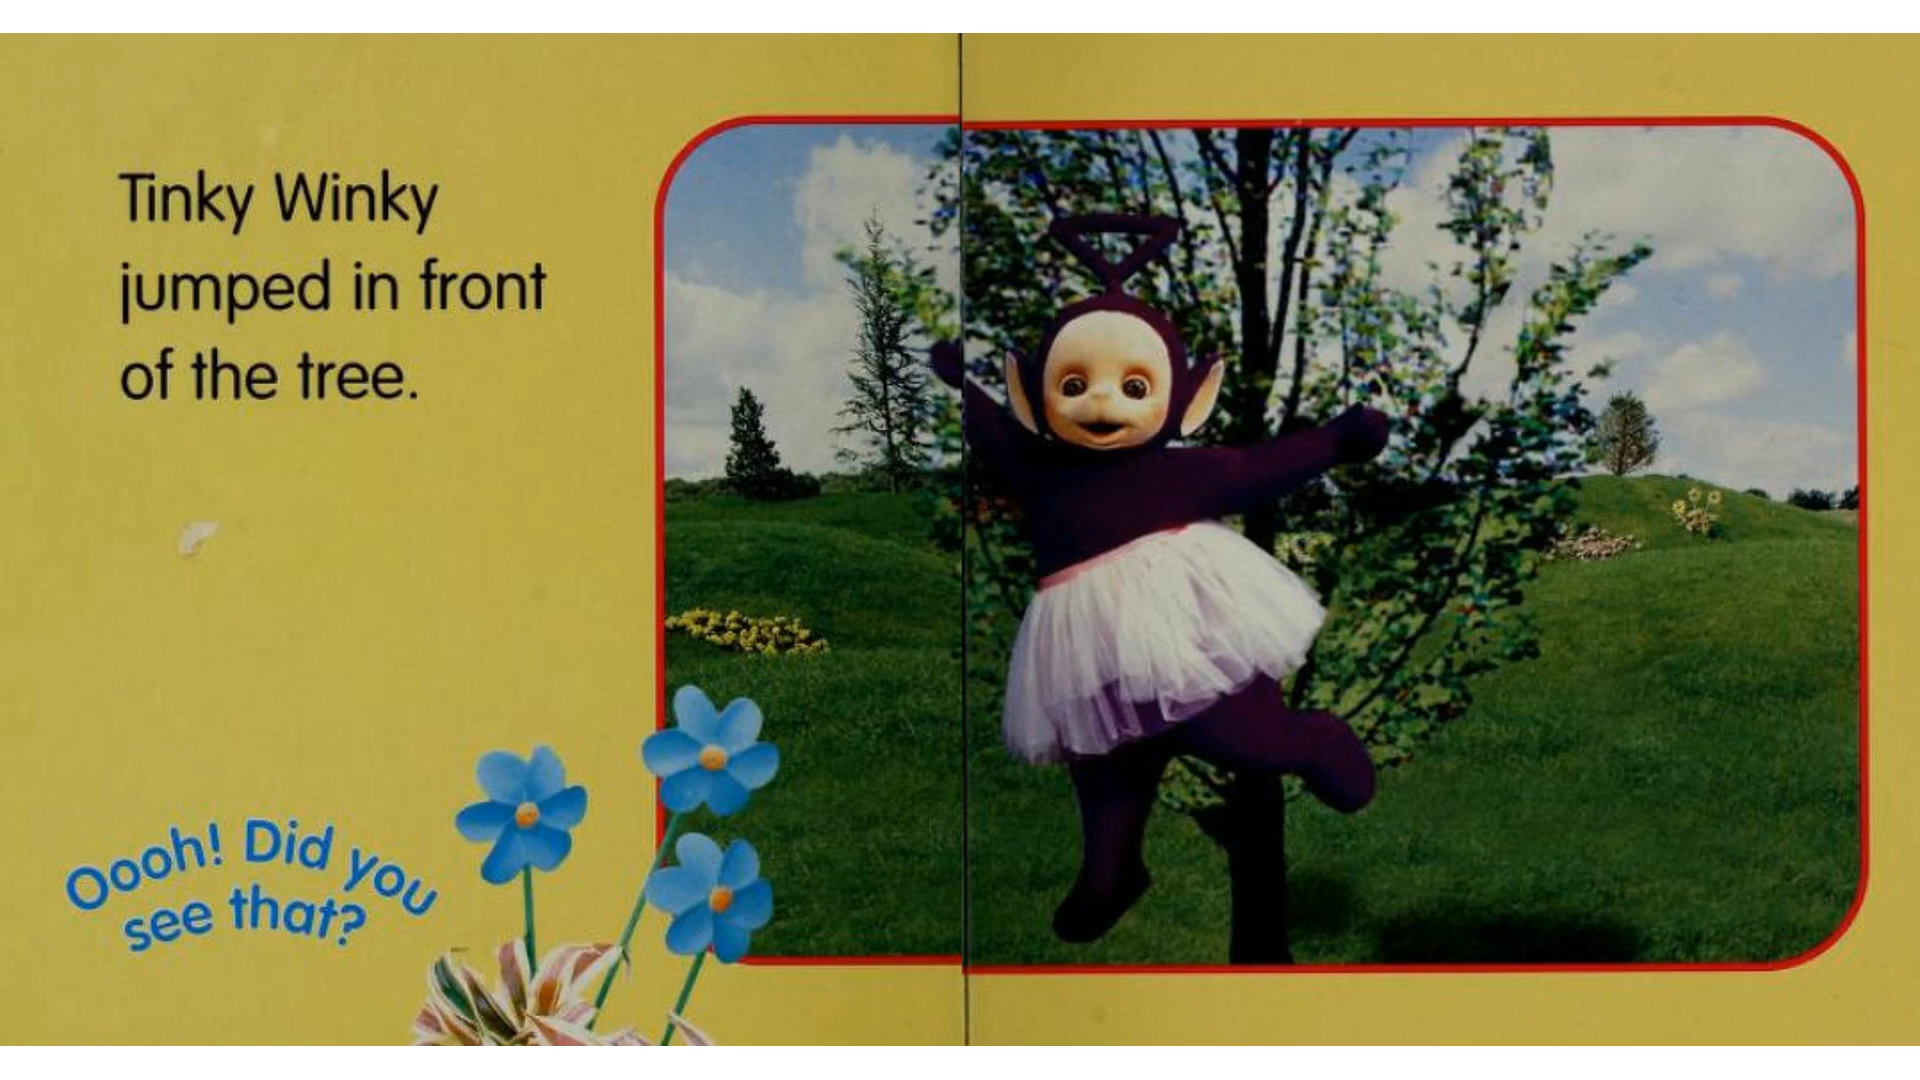 Tinky Winky
jumped in front
of the tree.
Oooh! Did you
see that?